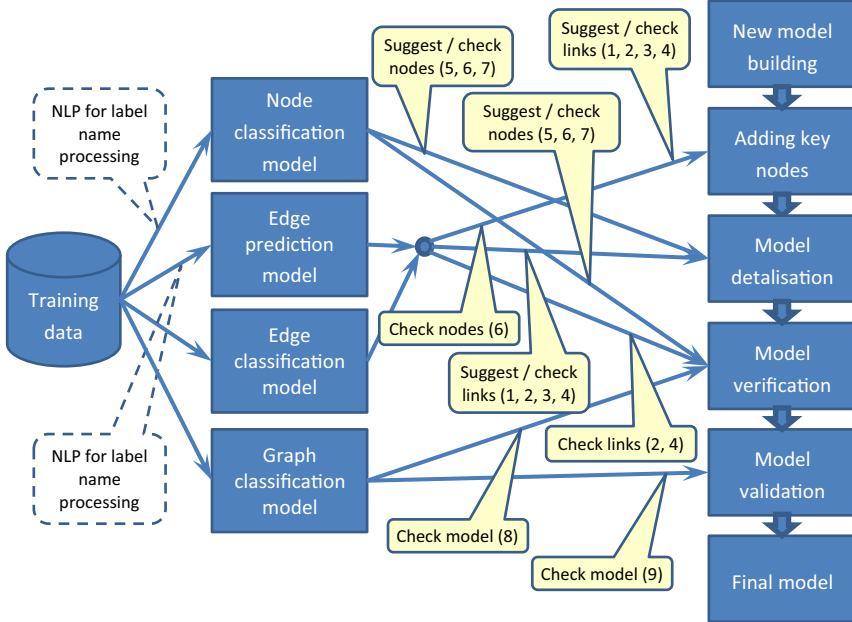 Suggest / check
nodes (5, 6, 7)
Suggest / check
links (1, 2, 3, 4)
New model
building
NLP for label
name
processing
Node
classification
model
Suggest / check
nodes (5, 6, 7)
Adding key
nodes
Edge
prediction
model
Model
detalisation
Training
data
Check nodes (6)
Edge
classification
model
Suggest / check
links (1, 2, 3, 4)
Model
verification
NLP for label
name
processing
Graph
classification
model
Check links (2, 4)
Model
validation
Check model (8)
Check model (9)
Final model